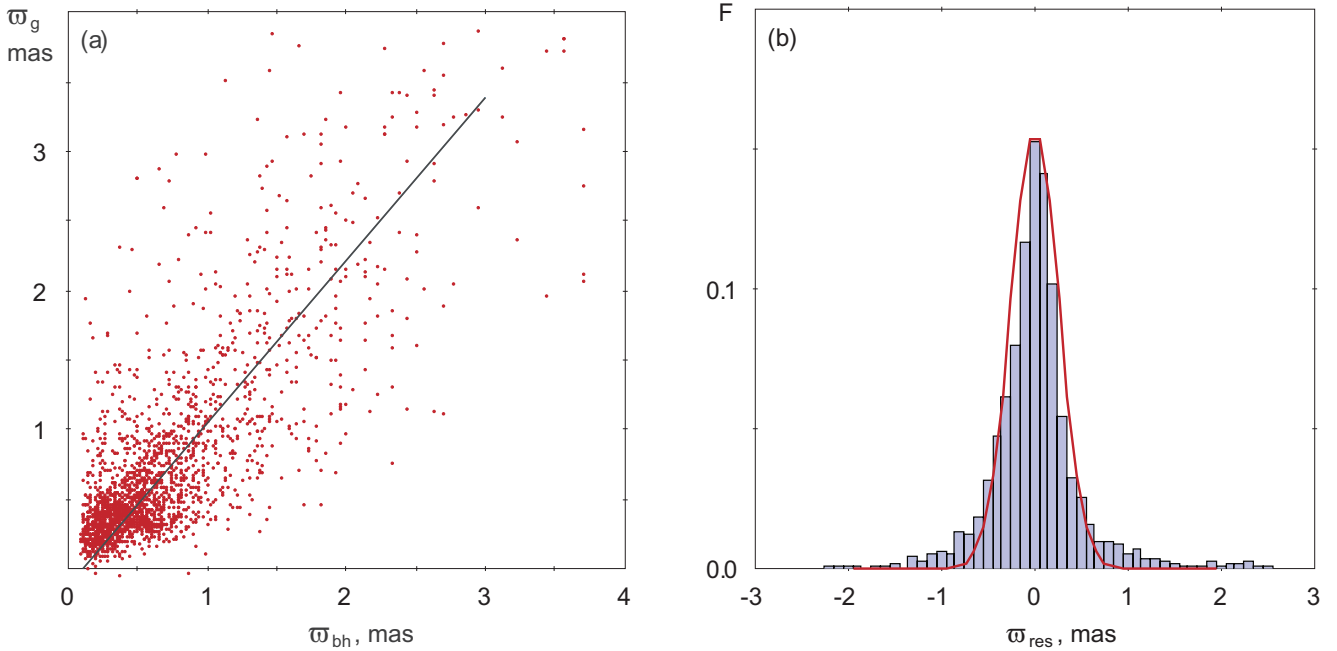 ϖg
mas
(a)
3
2
1
0 1 2 3 4
ϖbh, mas
F
(b)
0.1
0.0
-3 -2 -1 0 1 2 3
ϖres, mas